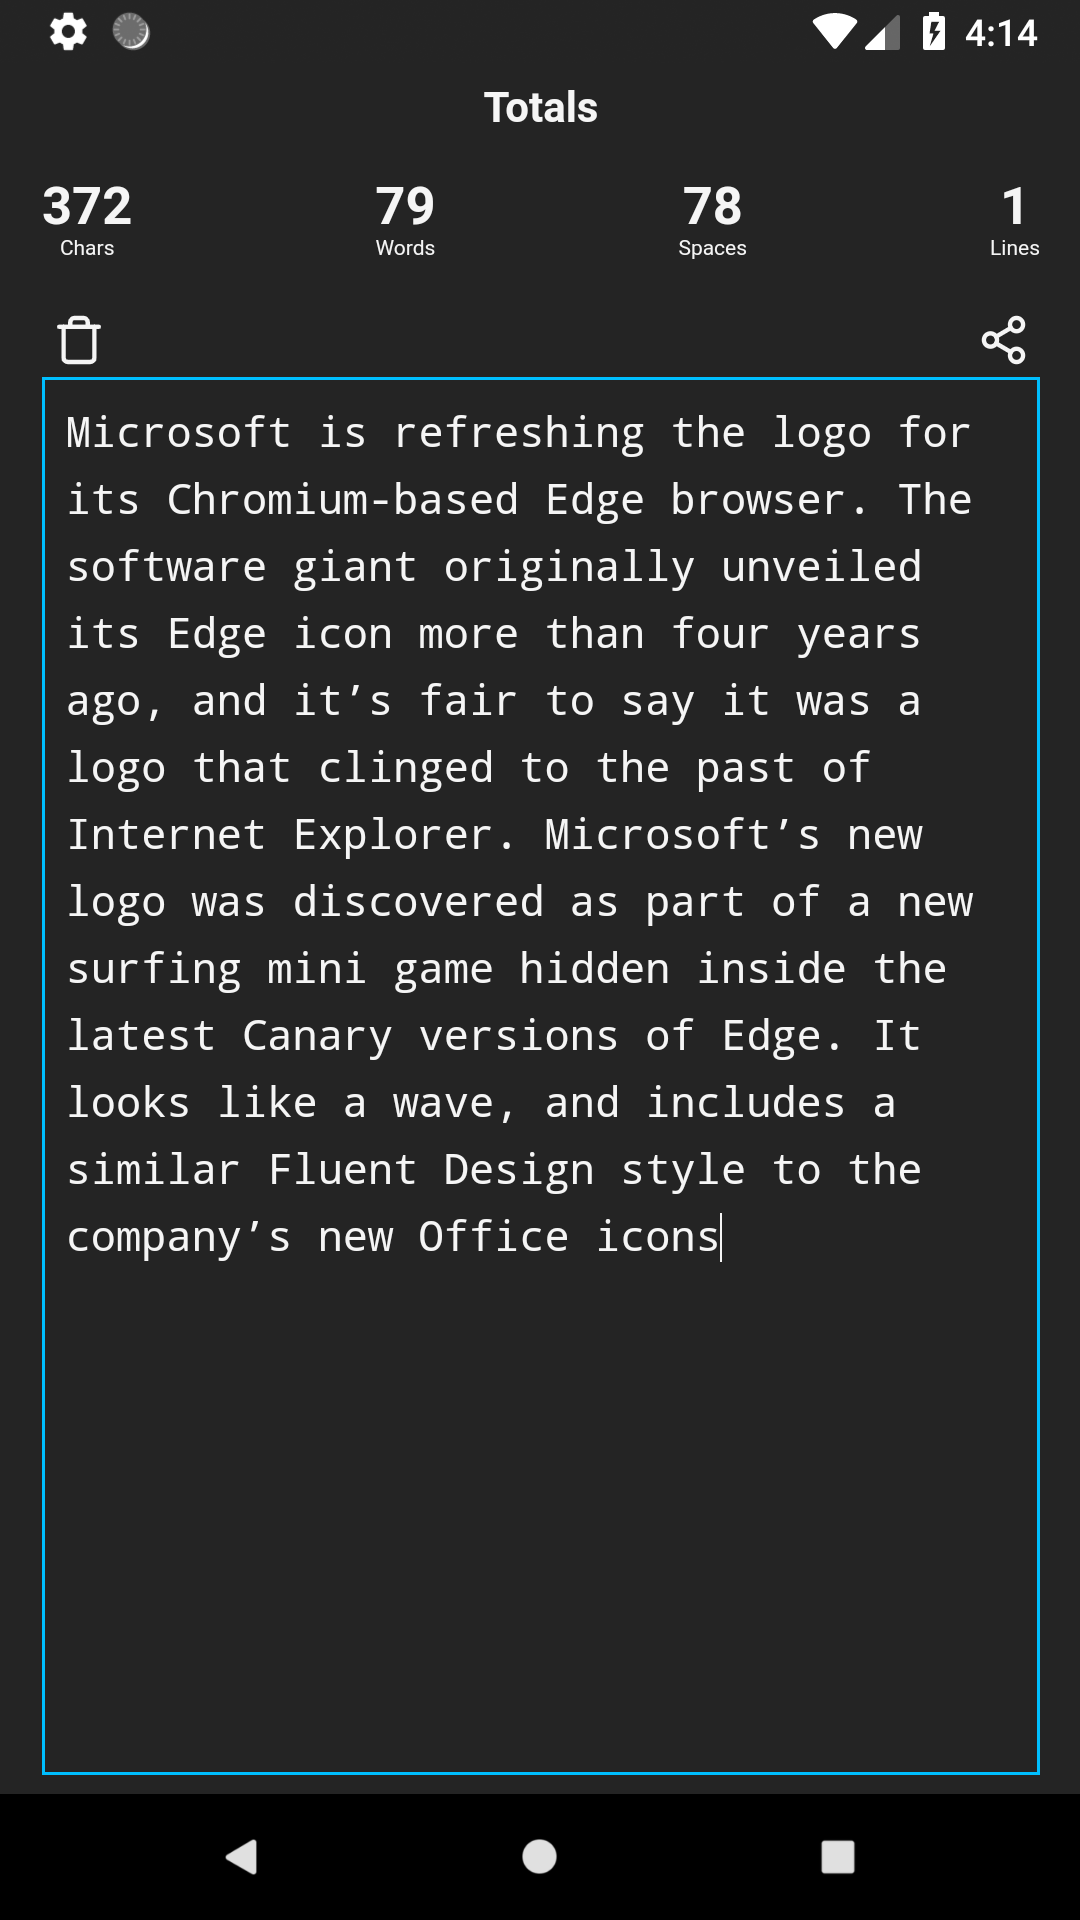 4:14
Totals
372 79 78 1
Chars Words Spaces Lines
Microsoft is refreshing the logo for
its Chromium-based Edge browser. The
software giant originally unveiled
its Edge icon more than four years
ago, and it’s fair to say it was a
logo that clinged to the past of
Internet Explorer. Microsoft’s new
logo was discovered as part of a new
surfing mini game hidden inside the
latest Canary versions of Edge. It
looks like a wave, and includes a
similar Fluent Design style to the
company’s new Office icons